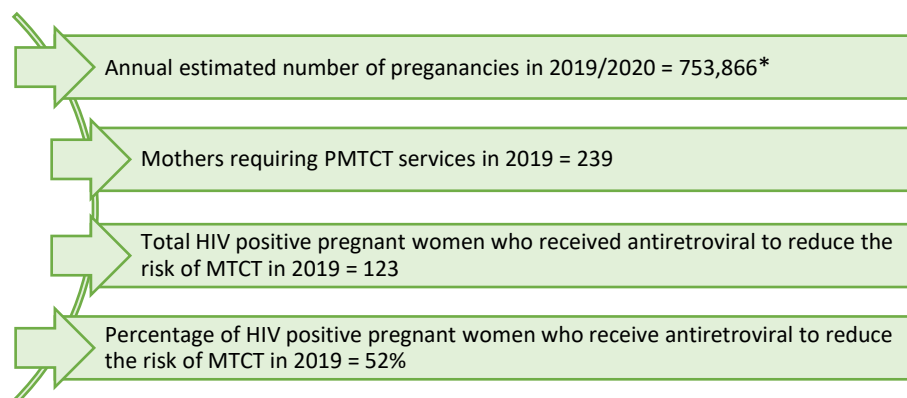 Annual estimated number of preganancies in 2019/2020 = 753,866*
Mothers requiring PMTCT services in 2019 = 239
Total HIV positive pregnant women who received antiretroviral to reduce the
risk of MTCT in 2019 = 123
Percentage of HIV positive pregnant women who receive antiretroviral to reduce
the risk of MTCT in 2019 = 52%